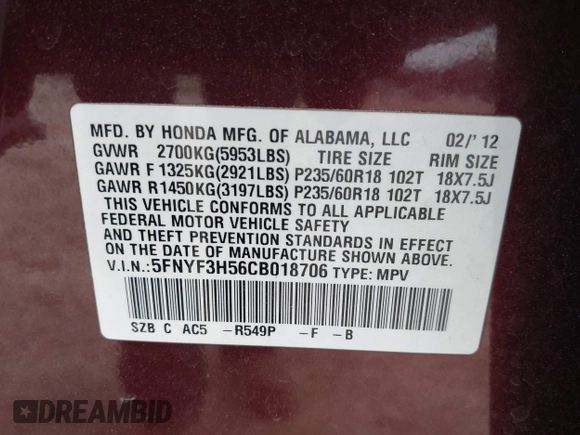 MFD. BY HONDA MFG. OF ALABAMA, LLC 02/' 12
GVWR 2700KG(5953LBS) TIRE SIZE RIM SIZE
GAWR F 1325KG(2921LBS) P235/60R18 102T 18X7.5J
GAWR R1450KG(3197LBS) P235/60R18 102T 18X7.5J
THIS VEHICLE CONFORMS TO ALL APPLICABLE
FEDERAL MOTOR VEHICLE SAFETY
AND THEFT PREVENTION STANDARDS IN EFFECT
ON THE DATE OF MANUFACTURE SHOWN ABOVE.
V.I.N.:5FNYF3H56CB018706 TYPE: MPV
SZB C AC5 –R549P –F –B
DREAMBID